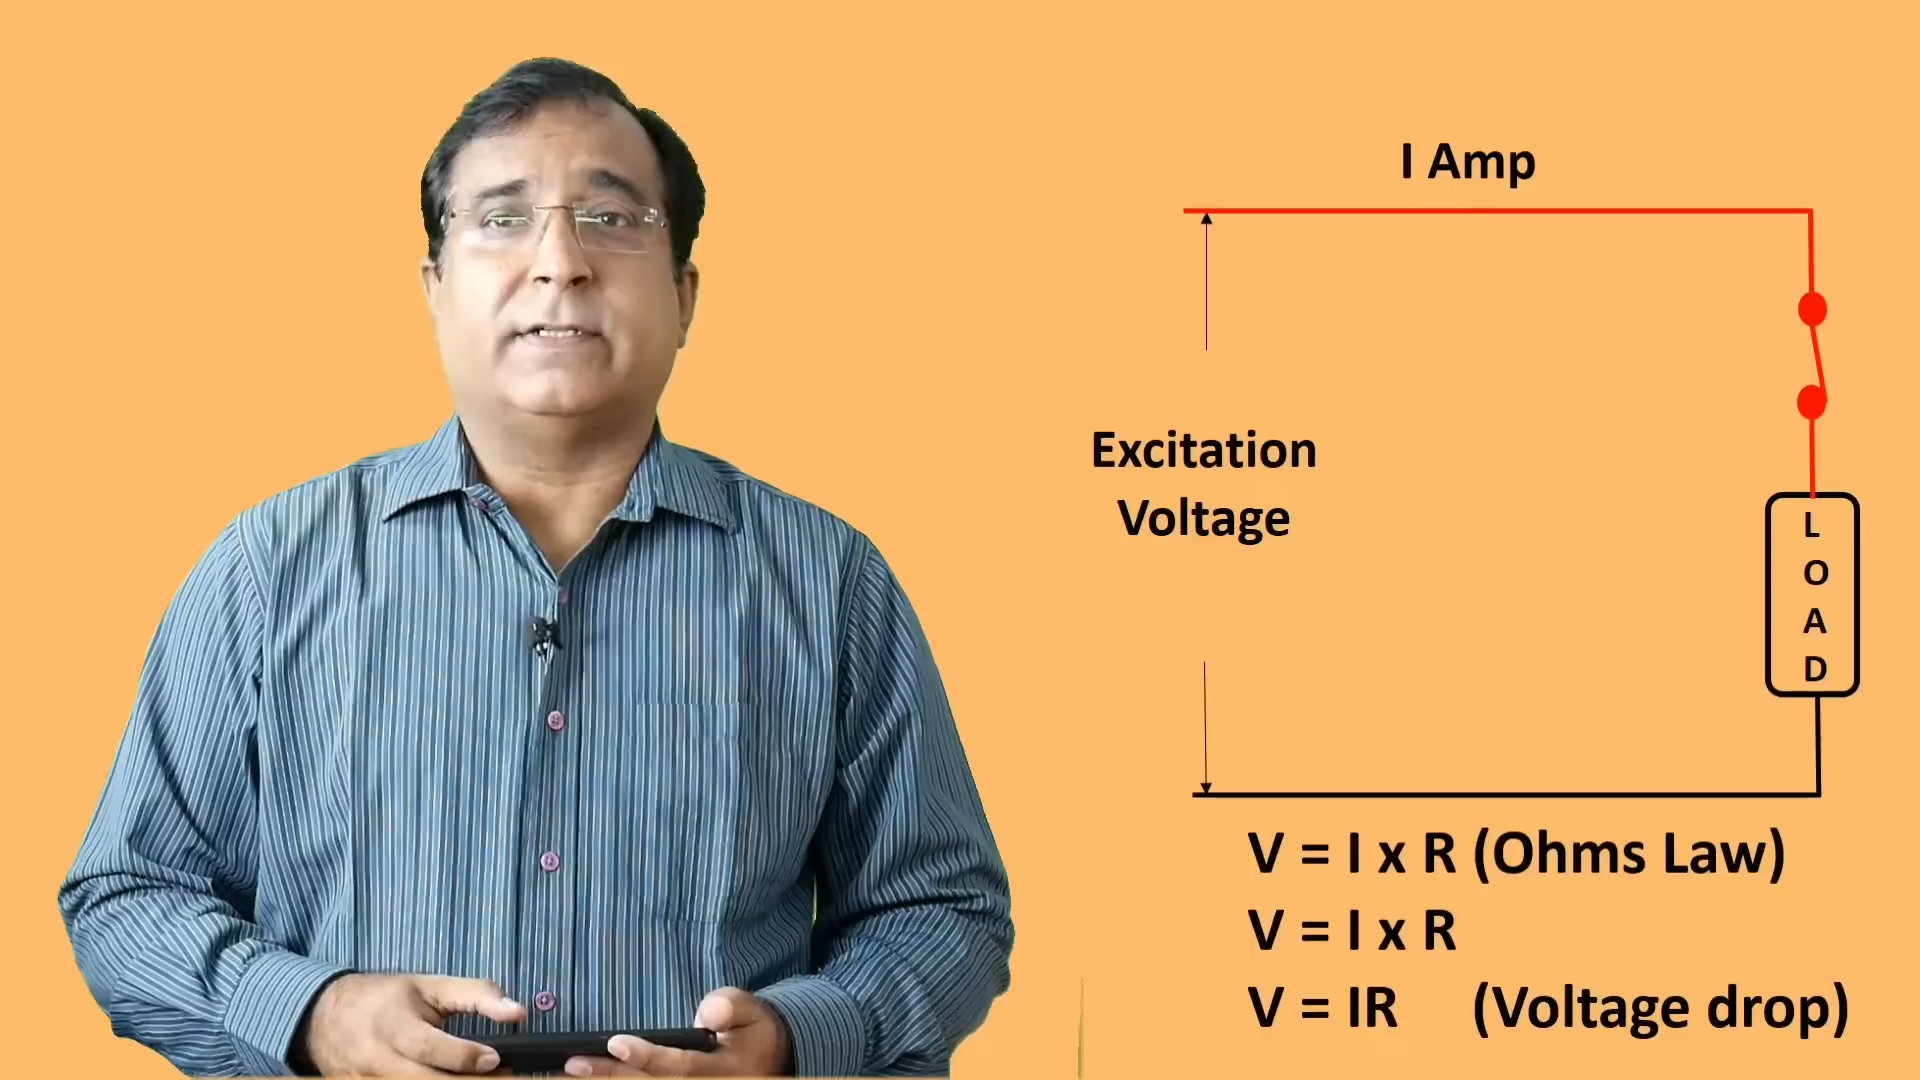 I Amp
Excitation
Voltage
L
O
A
D
V = I x R (Ohms Law)
V = I x R
V = IR (Voltage drop)